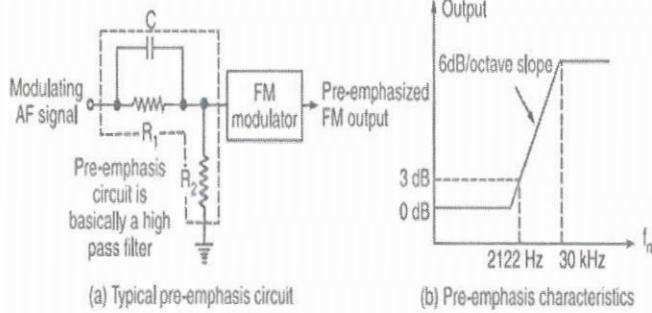 C
Modulating
AF signal
R1
Pre-emphasis
circuit is
basically a high
pass filter
R2
FM
modulator
Pre-emphasized
FM output
(a) Typical pre-emphasis circuit
Output
6dB/octave slope
3 dB
0 dB
2122 Hz
30 kHz
(b) Pre-emphasis characteristics